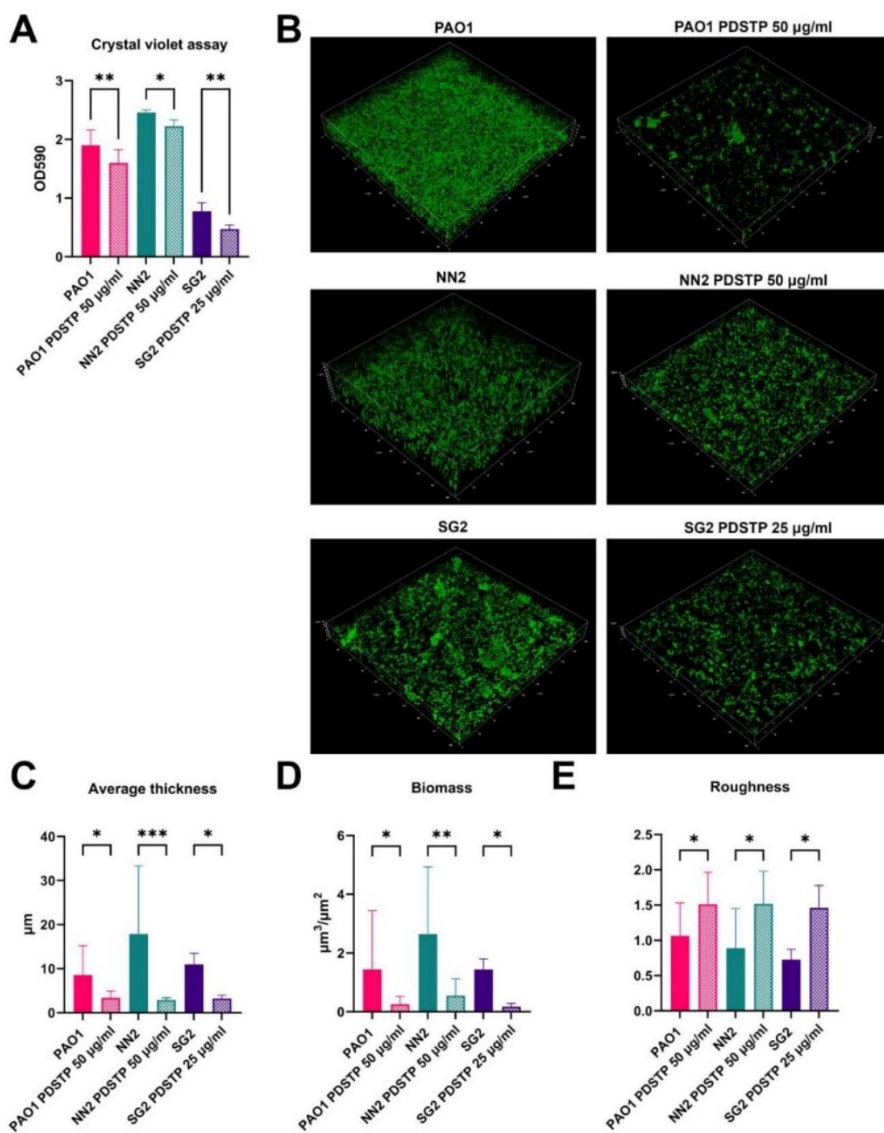 A
Crystal violet assay
OD590
3
2
1
0
**
*
**
PAO1
PAO1 PDSTP 50 µg/ml
NN2
NN2 PDSTP 50 µg/ml
SG2
SG2 PDSTP 25 µg/ml
B
PAO1
PAO1 PDSTP 50 µg/ml
NN2
NN2 PDSTP 50 µg/ml
SG2
SG2 PDSTP 25 µg/ml
C
Average thickness
µm
40
30
20
10
0
*
***
*
PAO1
PAO1 PDSTP 50 µg/ml
NN2
NN2 PDSTP 50 µg/ml
SG2
SG2 PDSTP 25 µg/ml
D
Biomass
µm³/µm²
6
4
2
0
*
**
*
PAO1
PAO1 PDSTP 50 µg/ml
NN2
NN2 PDSTP 50 µg/ml
SG2
SG2 PDSTP 25 µg/ml
E
Roughness
2.5
2.0
1.5
1.0
0.5
0.0
*
*
*
PAO1
PAO1 PDSTP 50 µg/ml
NN2
NN2 PDSTP 50 µg/ml
SG2
SG2 PDSTP 25 µg/ml